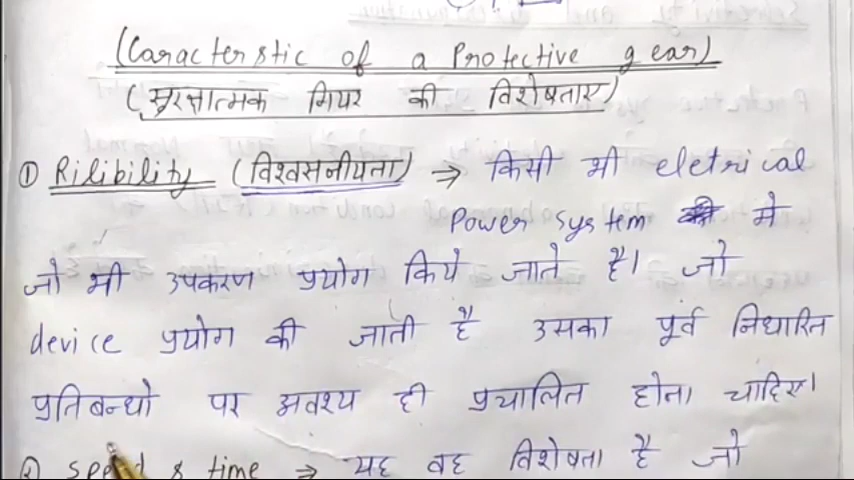 (Caracterstic of a Protective gear)
(सुरक्षात्मक गियर की विशेषताए)
① Rilibility (विश्वसनीयता) → किसी भी eletrical
Power system में
जो भी उपकरण प्रयोग किये जाते है। जो
device प्रयोग की जाती है उसका पूर्व निधारित
प्रतिबन्धो पर अवश्य ही प्रचालित होना चाहिए।
② speed & time → यह वह विशेषता है जो